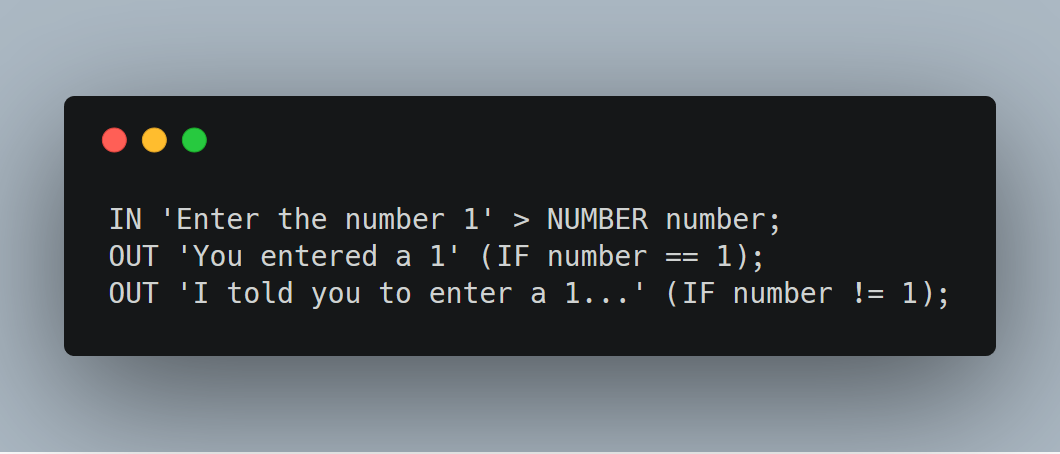 IN 'Enter the number 1' > NUMBER number;
OUT 'You entered a 1' (IF number == 1);
OUT 'I told you to enter a 1...' (IF number != 1);